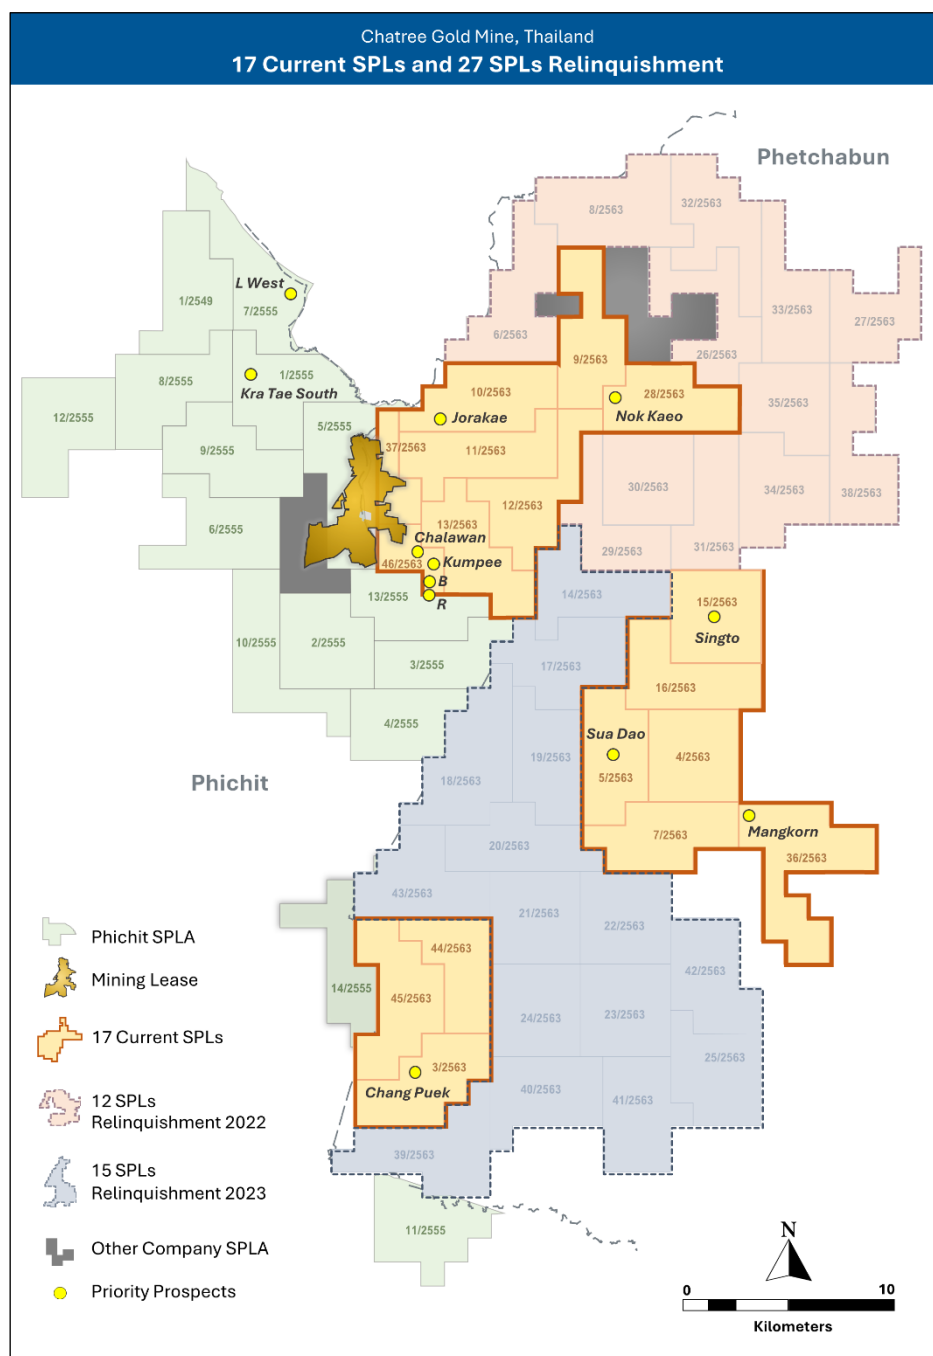 Chatree Gold Mine, Thailand
17 Current SPLs and 27 SPLs Relinquishment
Phetchabun
8/2563
32/2563
L West
1/2549
7/2555
33/2563
27/2563
6/2563
26/2563
9/2563
8/2555
1/2555
Kra Tae South
10/2563
28/2563
35/2563
12/2555
5/2555
Jorakae
Nok Kaeo
37/2563
9/2555
11/2563
30/2563
34/2563
38/2563
6/2555
12/2563
13/2563
Chalawan
29/2563
31/2563
46/2563
Kumpee
B
13/2555
R
14/2563
15/2563
Singto
10/2555
2/2555
3/2555
17/2563
16/2563
4/2555
Sua Dao
19/2563
4/2563
5/2563
Phichit
18/2563
7/2563
Mangkorn
20/2563
36/2563
43/2563
21/2563
22/2563
44/2563
42/2563
14/2555
45/2563
24/2563
23/2563
25/2563
3/2563
Chang Puek
40/2563
41/2563
39/2563
11/2555
Phichit SPLA
Mining Lease
17 Current SPLs
12 SPLs
Relinquishment 2022
15 SPLs
Relinquishment 2023
Other Company SPLA
Priority Prospects
N
0 10
Kilometers